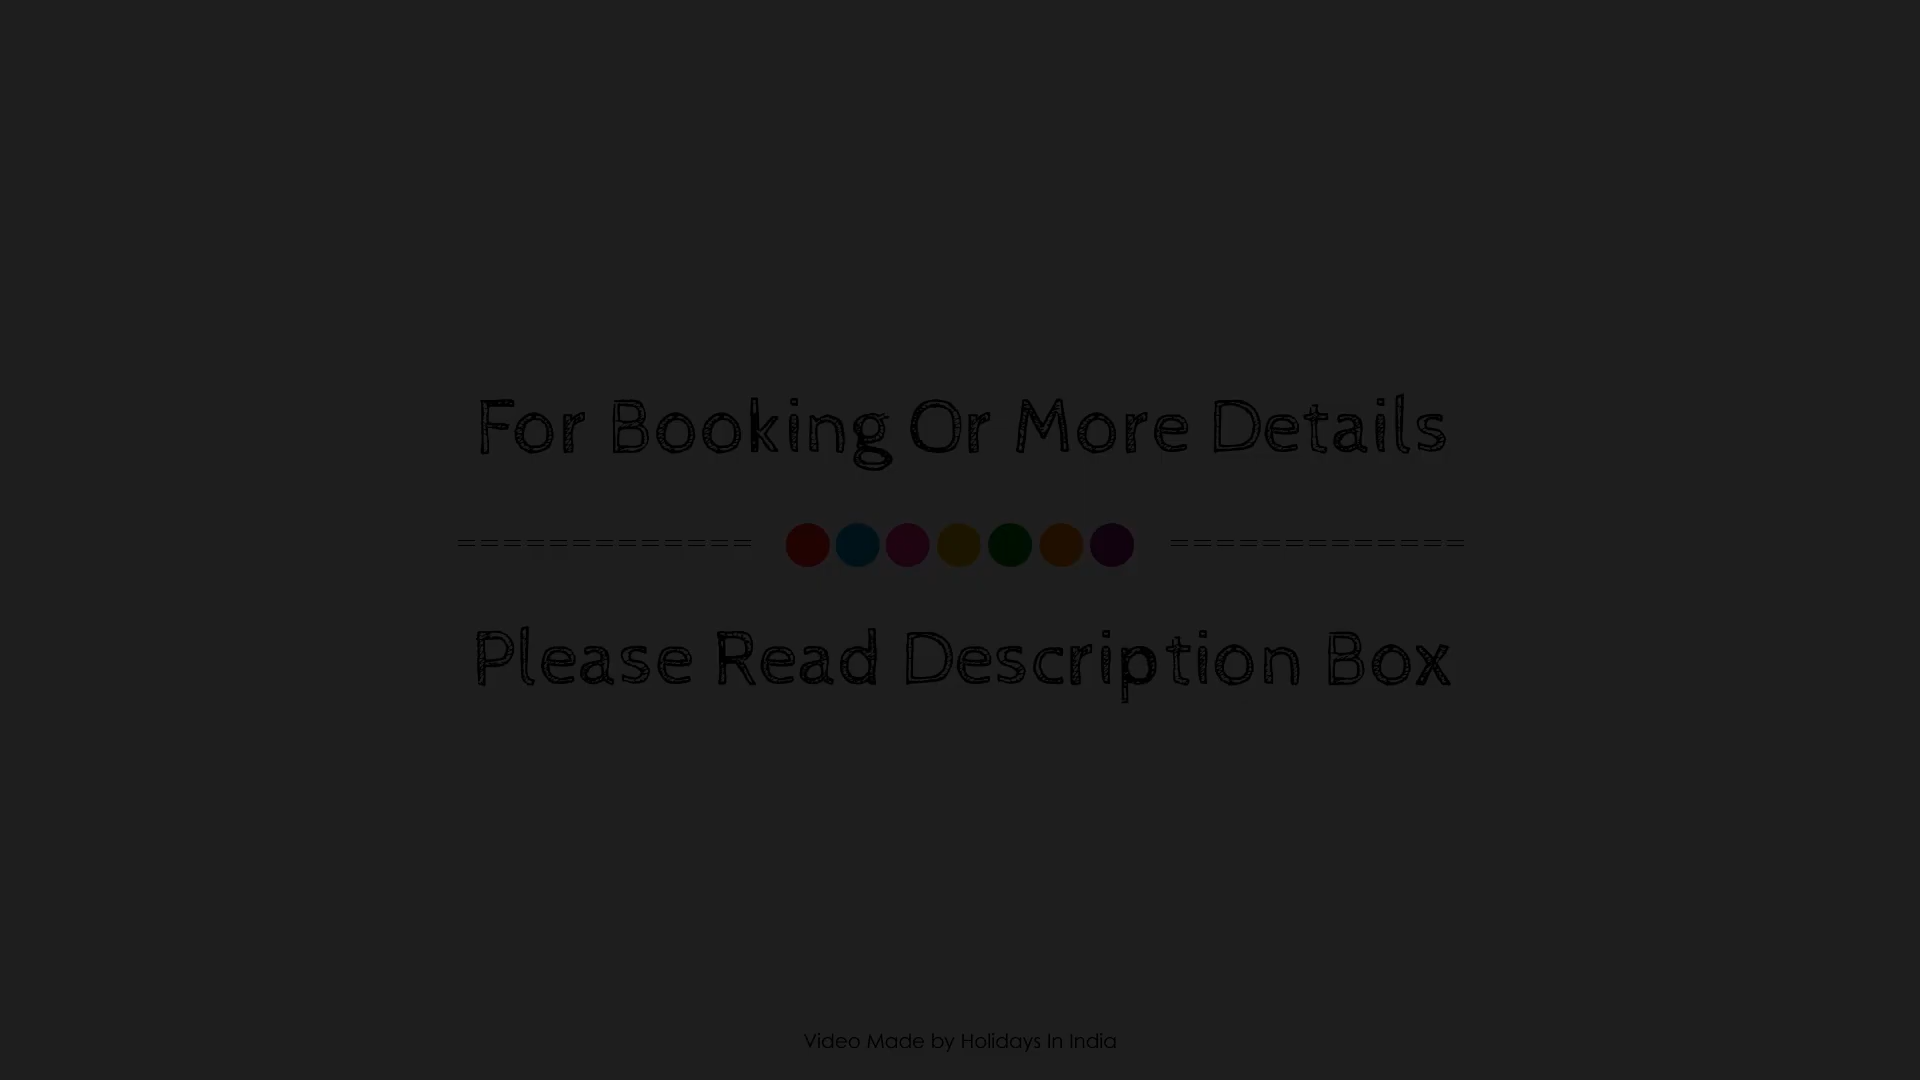 For Booking Or More Details
============= =============
Please Read Description Box
Video Made by Holidays In India